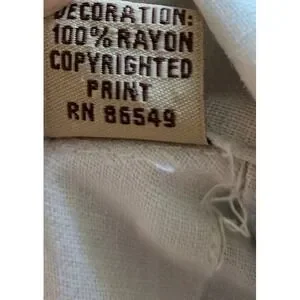 DECORATION:
100% RAYON
COPYRIGHTED
PRINT
RN 86549